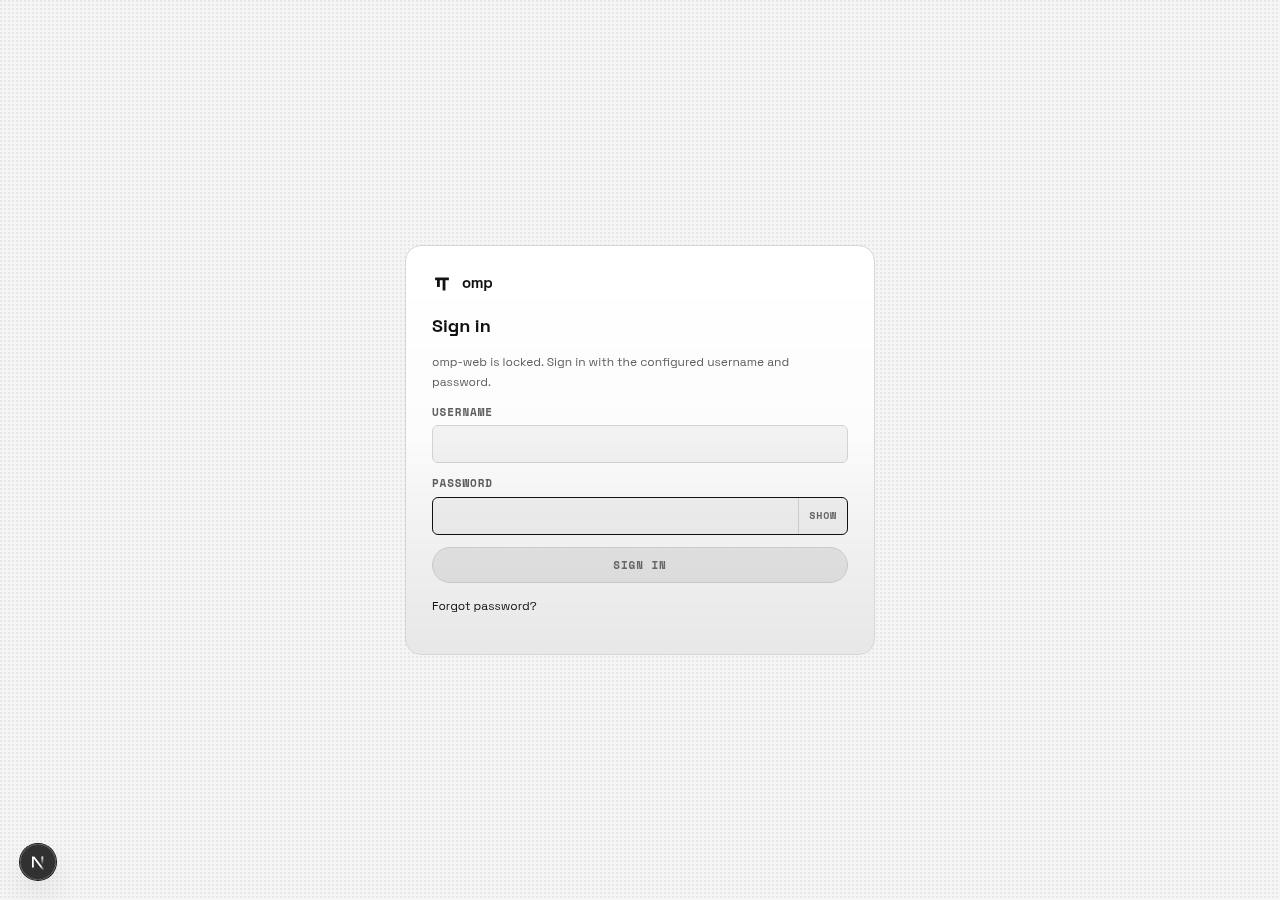 omp
Sign in
omp-web is locked. Sign in with the configured username and
password.
USERNAME
PASSWORD
SHOW
SIGN IN
Forgot password?
N